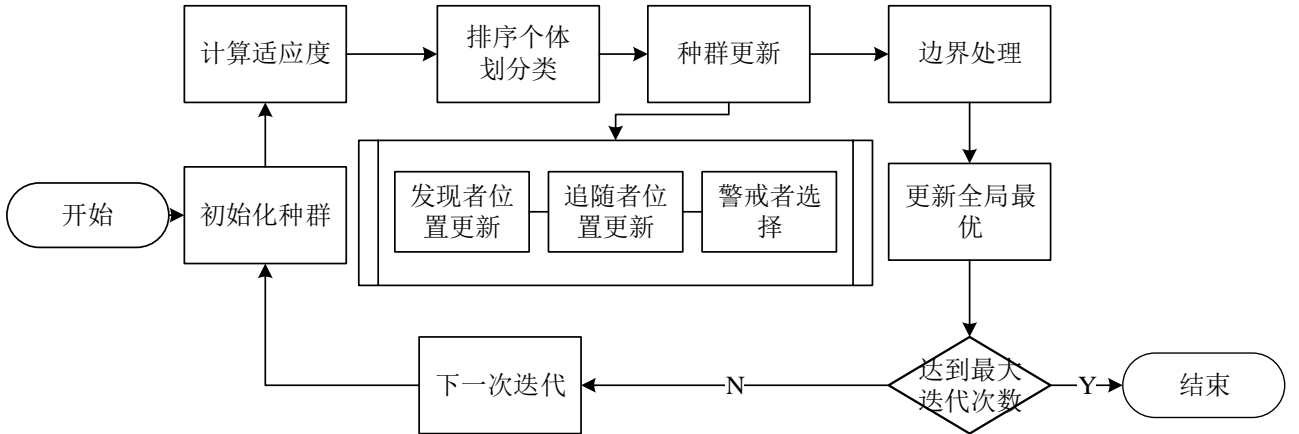 计算适应度
排序个体
划分类
种群更新
边界处理
开始
初始化种群
发现者位
置更新
追随者位
置更新
警戒者选
择
更新全局最
优
下一次迭代
N
达到最大
迭代次数
Y
结束